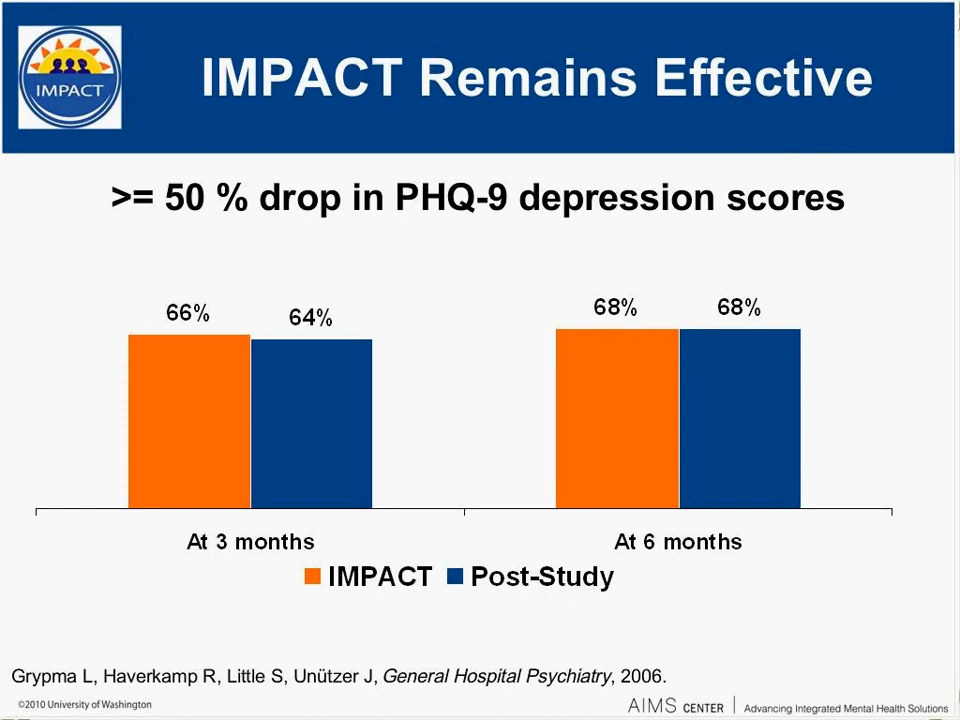 IMPACT
IMPACT Remains Effective
>= 50 % drop in PHQ-9 depression scores
66%
64%
68%
68%
At 3 months
At 6 months
IMPACT
Post-Study
Grypma L, Haverkamp R, Little S, Unützer J, General Hospital Psychiatry, 2006.
©2010 University of Washington
AIMS CENTER | Advancing Integrated Mental Health Solutions